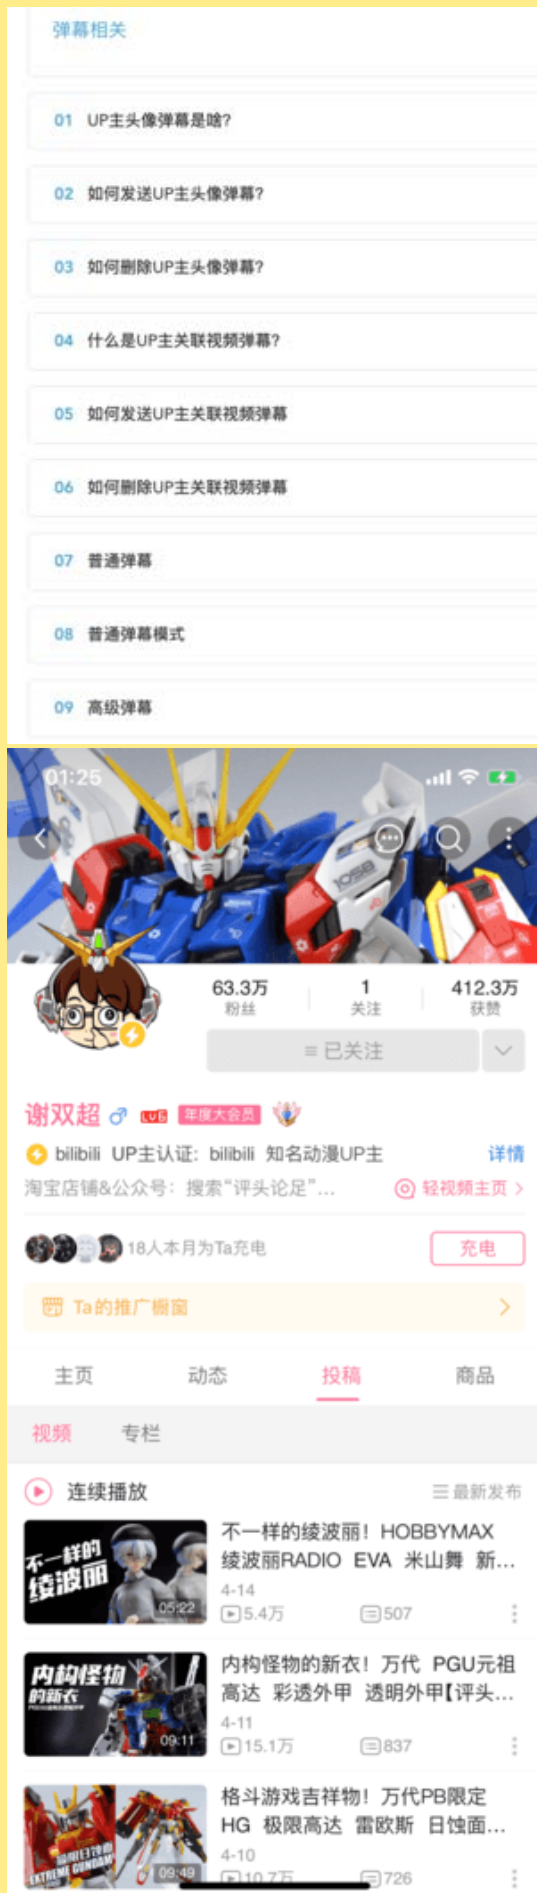 弹幕相关
01 UP主头像弹幕是啥?
02 如何发送UP主头像弹幕?
03 如何删除UP主头像弹幕?
04 什么是UP主关联视频弹幕?
05 如何发送UP主关联视频弹幕
06 如何删除UP主关联视频弹幕
07 普通弹幕
08 普通弹幕模式
09 高级弹幕
01:25
105B
63.3万 1 412.3万
粉丝 关注 获赞
已关注
谢双超 LV6 年度大会员
bilibili UP主认证: bilibili 知名动漫UP主 详情
淘宝店铺&公众号：搜索“评头论足”... 轻视频主页
18人本月为Ta充电 充电
Ta的推广橱窗
主页 动态 投稿 商品
视频 专栏
连续播放 最新发布
不一样的
绫波丽
05:22
不一样的绫波丽！HOBBYMAX
绫波丽RADIO EVA 米山舞 新...
4-14
5.4万 507
内构怪物
的新衣
09:11
内构怪物的新衣！万代 PGU元祖
高达 彩透外甲 透明外甲【评头...
4-11
15.1万 837
EXTREME GUNDAM
09:49
格斗游戏吉祥物！万代PB限定
HG 极限高达 雷欧斯 日蚀面...
4-10
10.7万 726